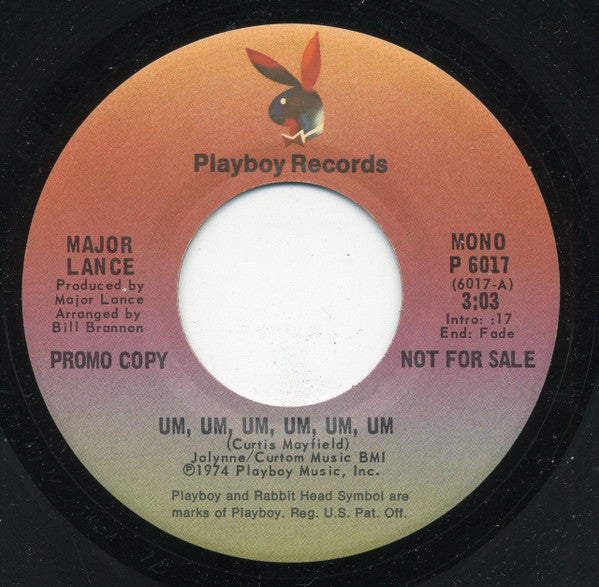 Playboy Records
MAJOR
LANCE
Produced by
Major Lance
Arranged by
Bill Brannon
PROMO COPY
MONO
P 6017
(6017-A)
3:03
Intro: :17
End: Fade
NOT FOR SALE
UM, UM, UM, UM, UM, UM
(Curtis Mayfield)
Jalynne/Curtom Music BMI
℗1974 Playboy Music, Inc.
Playboy and Rabbit Head Symbol are
marks of Playboy. Reg. U.S. Pat. Off.